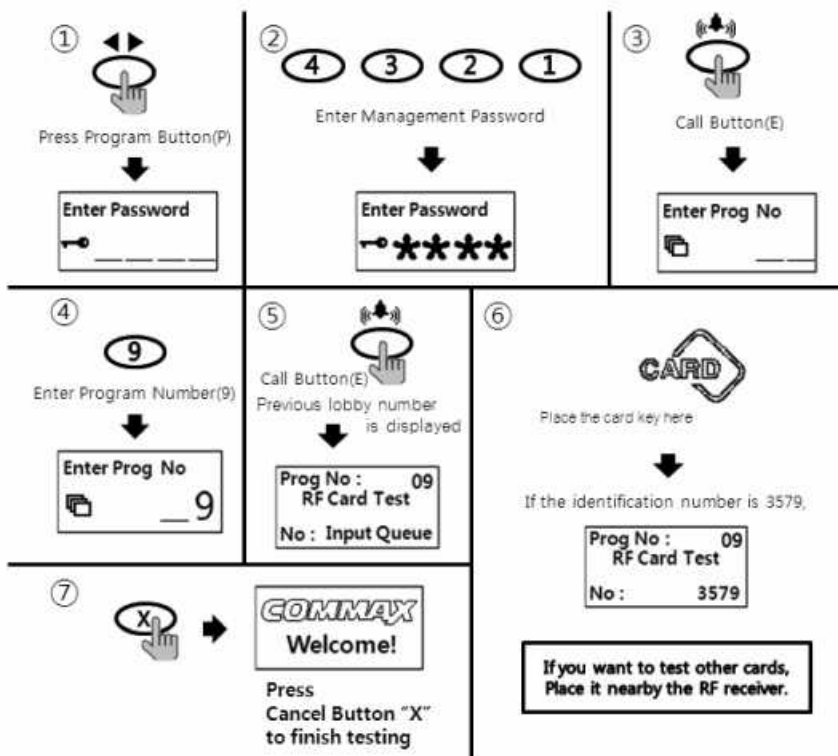 ①
Press Program Button(P)
Enter Password
_ _ _ _
②
4 3 2 1
Enter Management Password
Enter Password
****
③
Call Button(E)
Enter Prog No
_ _
④
9
Enter Program Number(9)
Enter Prog No
_ 9
⑤
Call Button(E)
Previous lobby number
is displayed
Prog No : 09
RF Card Test
No : Input Queue
⑥
CARD
Place the card key here
If the identification number is 3579,
Prog No : 09
RF Card Test
No : 3579
If you want to test other cards,
Place it nearby the RF receiver.
⑦
X
COMMAX
Welcome!
Press
Cancel Button "X"
to finish testing